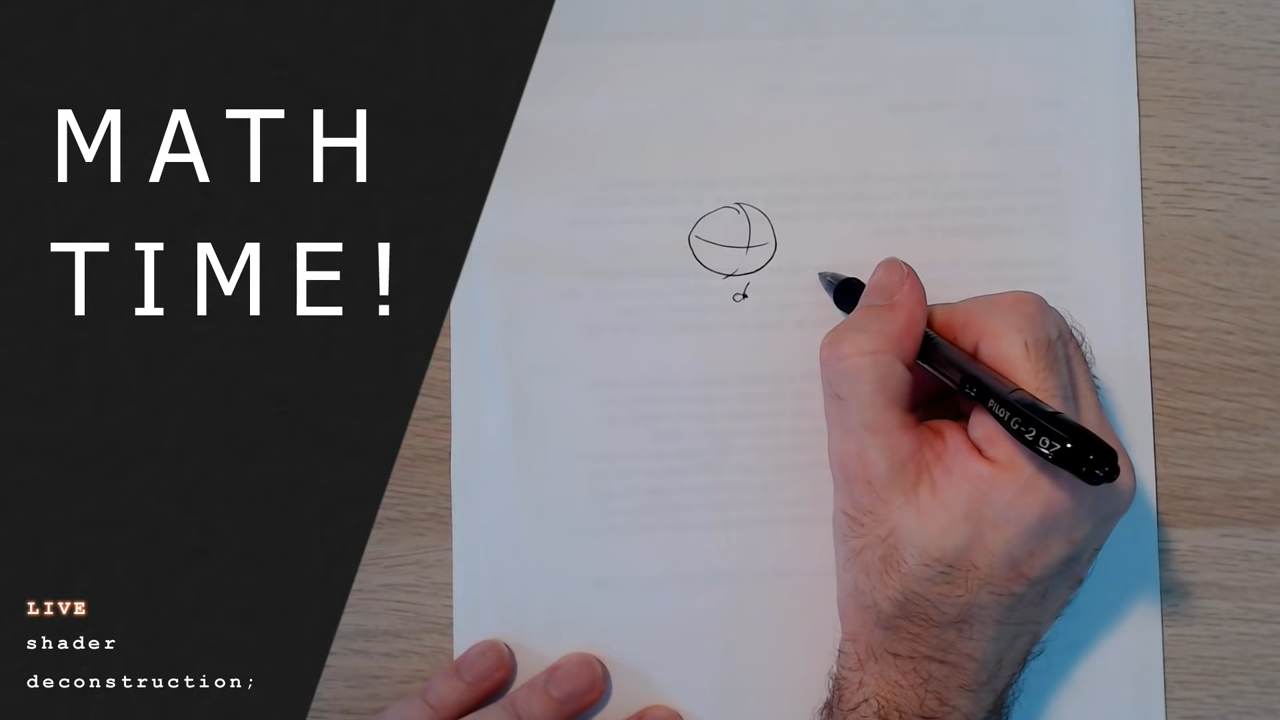 MATH
TIME!
d
PILOT G-2 07
LIVE
shader
deconstruction;